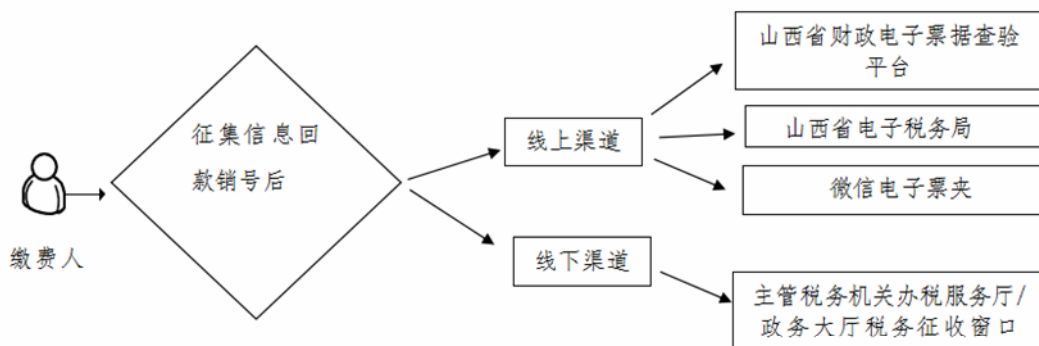 缴费人
征集信息回
款销号后
线上渠道
山西省财政电子票据查验
平台
山西省电子税务局
微信电子票夹
线下渠道
主管税务机关办税服务厅/
政务大厅税务征收窗口